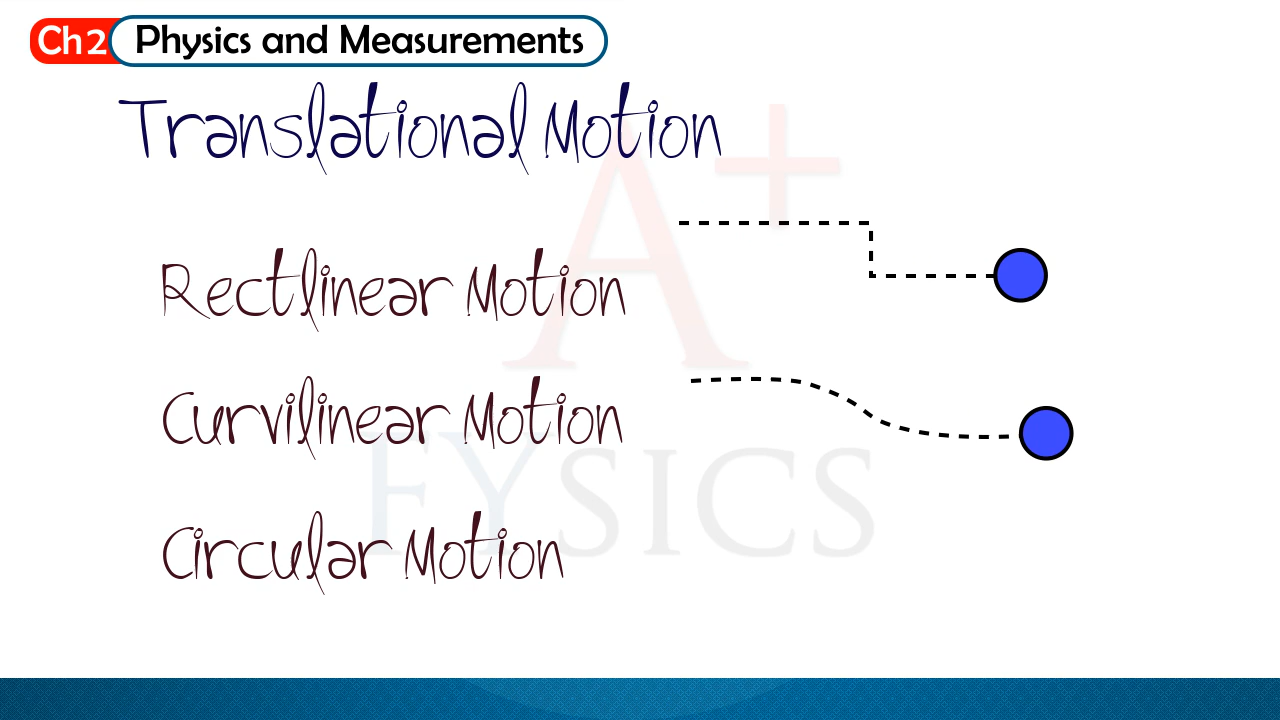 Ch2 Physics and Measurements
Translational Motion
Rectlinear Motion
Curvilinear Motion
Circular Motion
A+
FYSICS